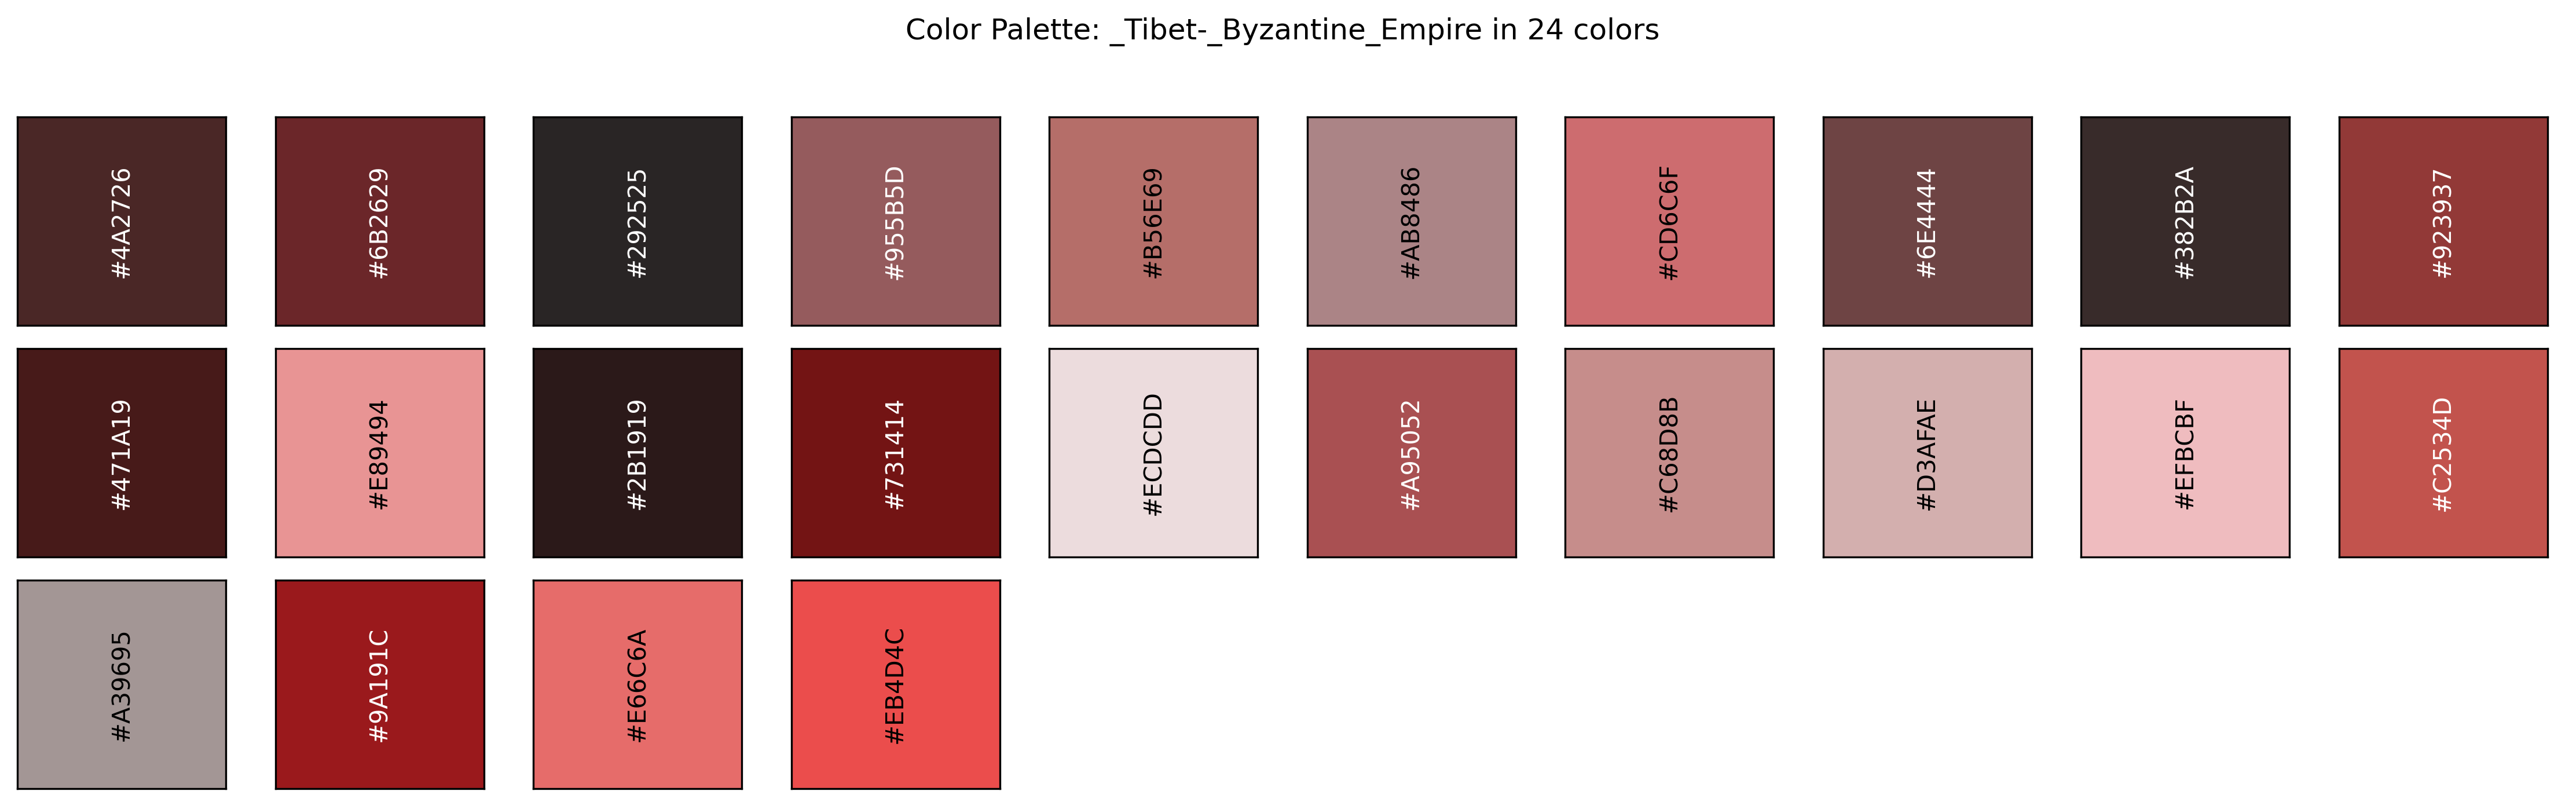 Color Palette: _Tibet-_Byzantine_Empire in 24 colors
#4A2726
#6B2629
#292525
#955B5D
#B56E69
#AB8486
#CD6C6F
#6E4444
#382B2A
#923937
#471A19
#E89494
#2B1919
#731414
#ECDCDD
#A95052
#C68D8B
#D3AFAE
#EFBCBF
#C2534D
#A39695
#9A191C
#E66C6A
#EB4D4C